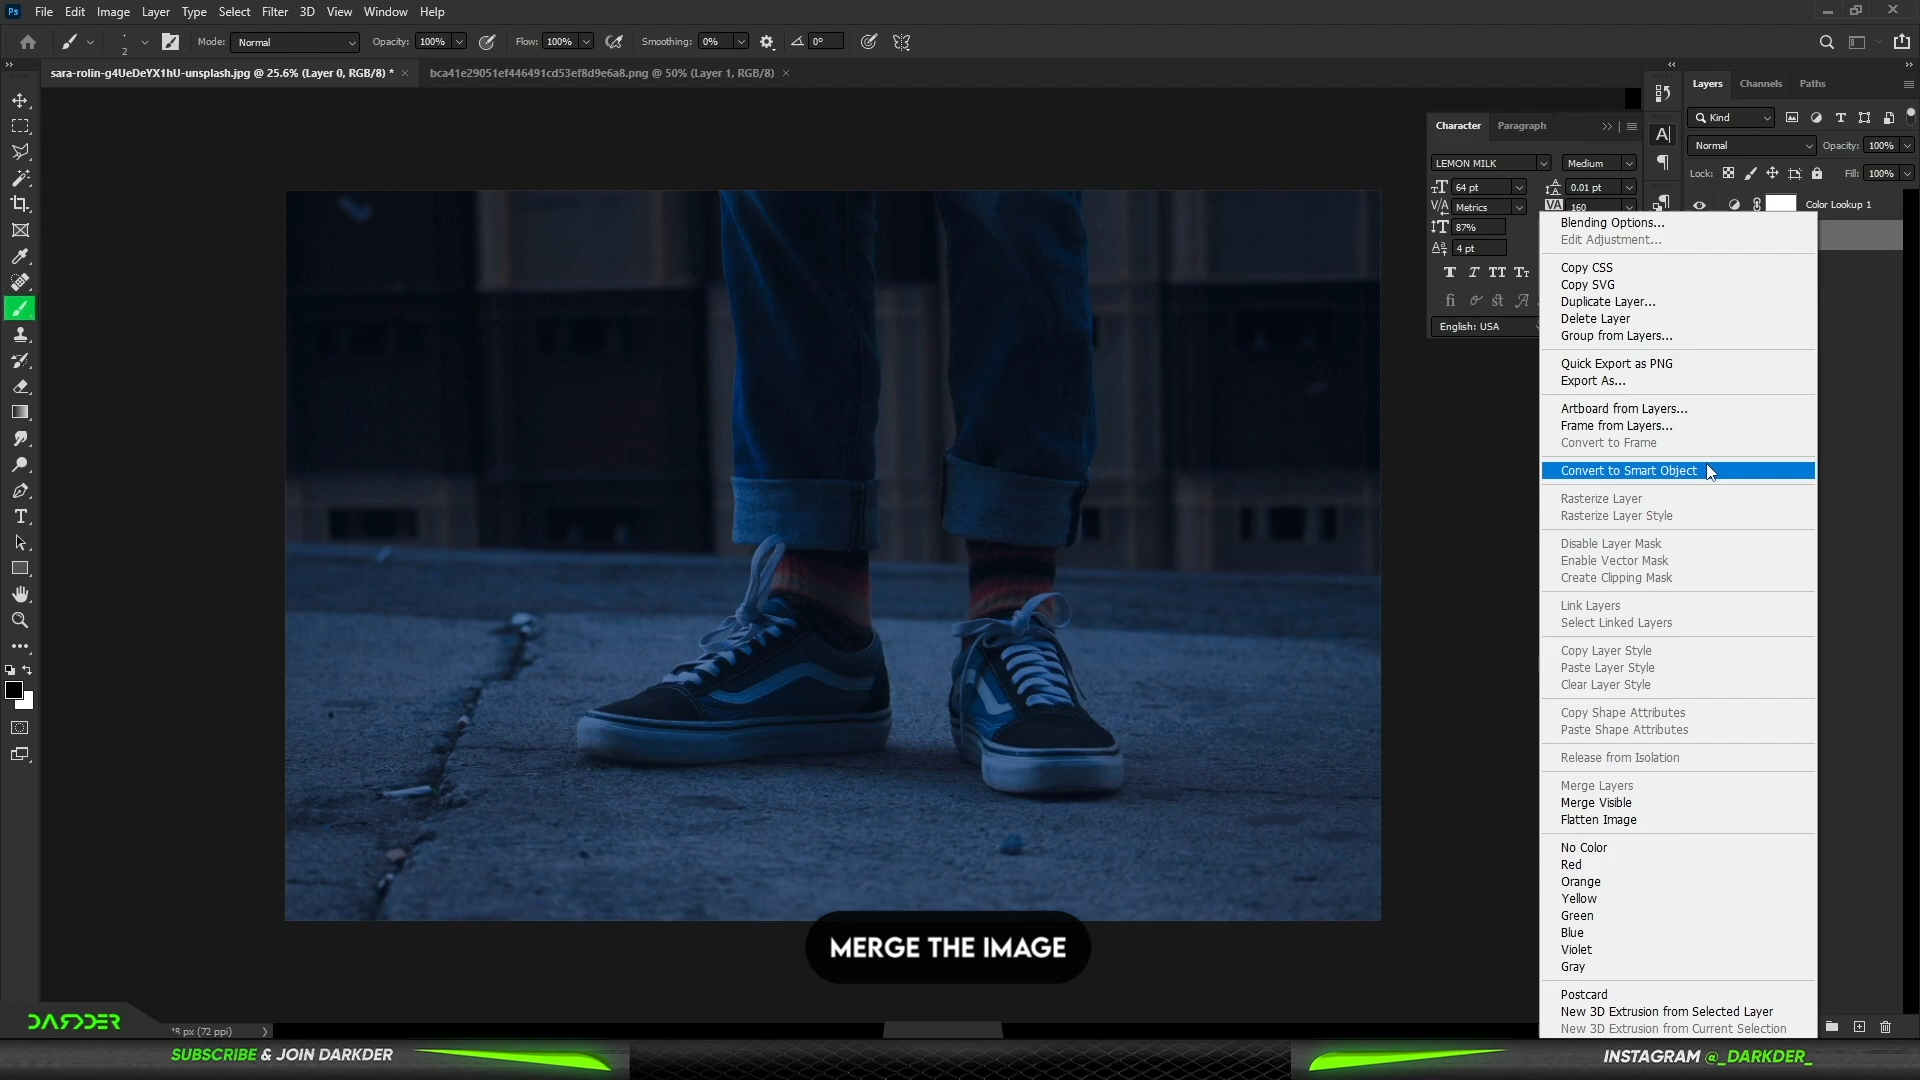 Ps File Edit Image Layer Type Select Filter 3D View Window Help
2 Mode: Normal Opacity: 100% Flow: 100% Smoothing: 0% 0°
sara-rolin-g4UeDeYX1hU-unsplash.jpg @ 25.6% (Layer 0, RGB/8) * × bca41e29051ef446491cd53ef8d9e6a8.png @ 50% (Layer 1, RGB/8) ×
Layers Channels Paths
Kind
Normal Opacity: 100%
Lock: Fill: 100%
Color Lookup 1
Character Paragraph
LEMON MILK Medium
64 pt 0.01 pt
Metrics 160
87%
4 pt
English: USA
Blending Options...
Edit Adjustment...
Copy CSS
Copy SVG
Duplicate Layer...
Delete Layer
Group from Layers...
Quick Export as PNG
Export As...
Artboard from Layers...
Frame from Layers...
Convert to Frame
Convert to Smart Object
Rasterize Layer
Rasterize Layer Style
Disable Layer Mask
Enable Vector Mask
Create Clipping Mask
Link Layers
Select Linked Layers
Copy Layer Style
Paste Layer Style
Clear Layer Style
Copy Shape Attributes
Paste Shape Attributes
Release from Isolation
Merge Layers
Merge Visible
Flatten Image
No Color
Red
Orange
Yellow
Green
Blue
Violet
Gray
Postcard
New 3D Extrusion from Selected Layer
New 3D Extrusion from Current Selection
MERGE THE IMAGE
DARKDER
px (72 ppi)
SUBSCRIBE & JOIN DARKDER
INSTAGRAM @_DARKDER_